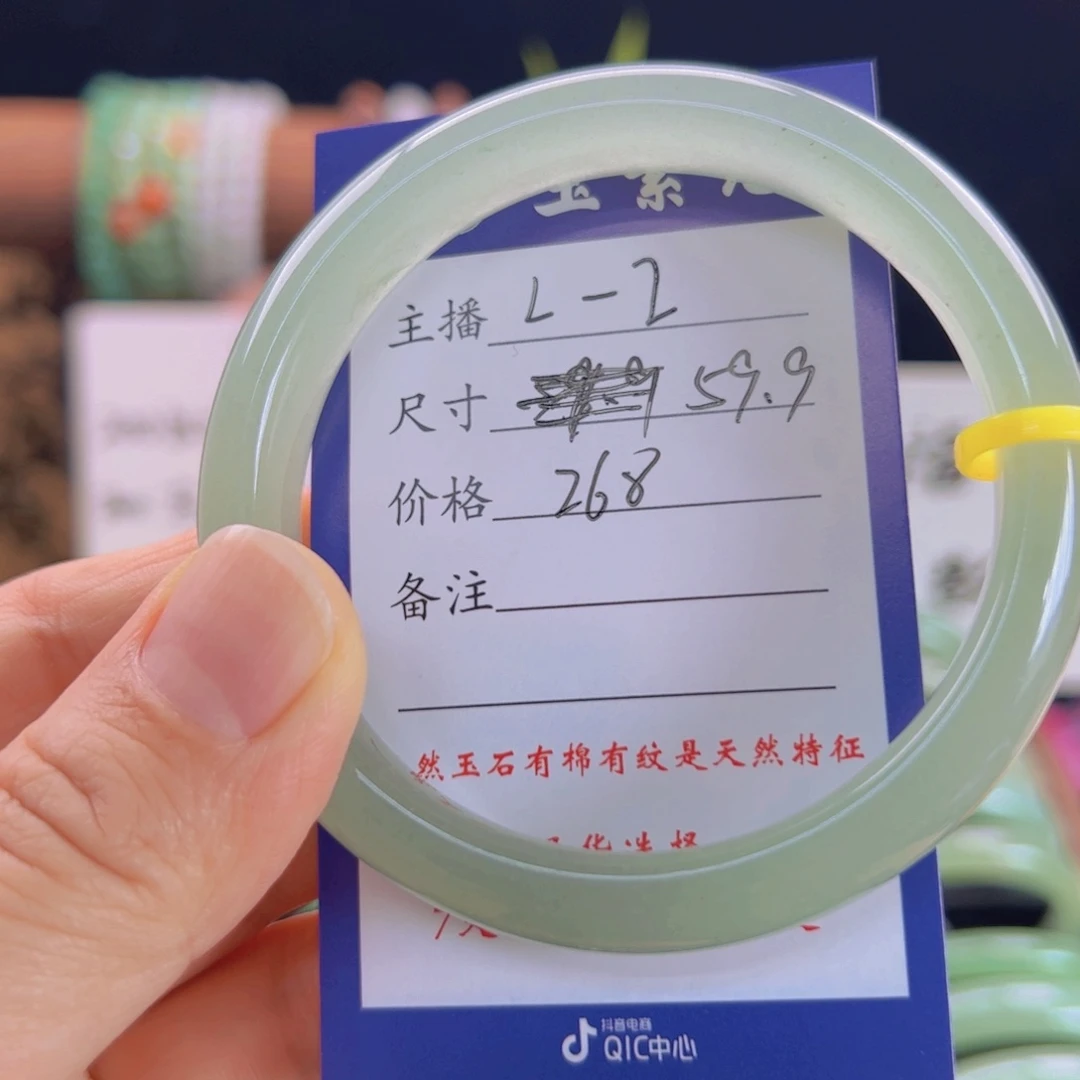 玉
主播 L-Z
尺寸 59.9
价格 268
备注
然玉石有棉有纹是天然特征
抖音电商
QIC中心